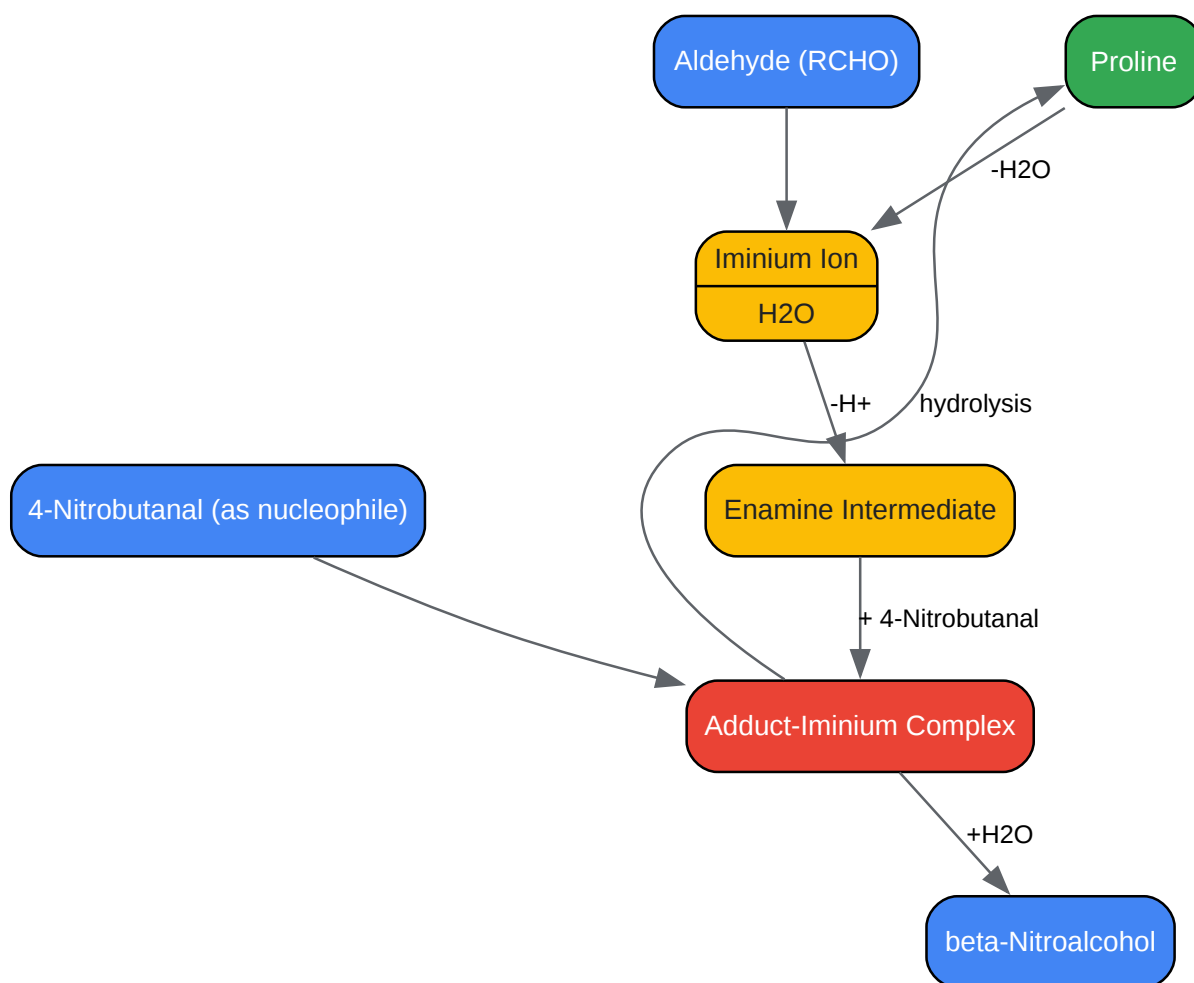 Aldehyde (RCHO)
Proline
-H2O
Iminium Ion
H2O
-H+
hydrolysis
4-Nitrobutanal (as nucleophile)
Enamine Intermediate
+ 4-Nitrobutanal
Adduct-Iminium Complex
+H2O
beta-Nitroalcohol